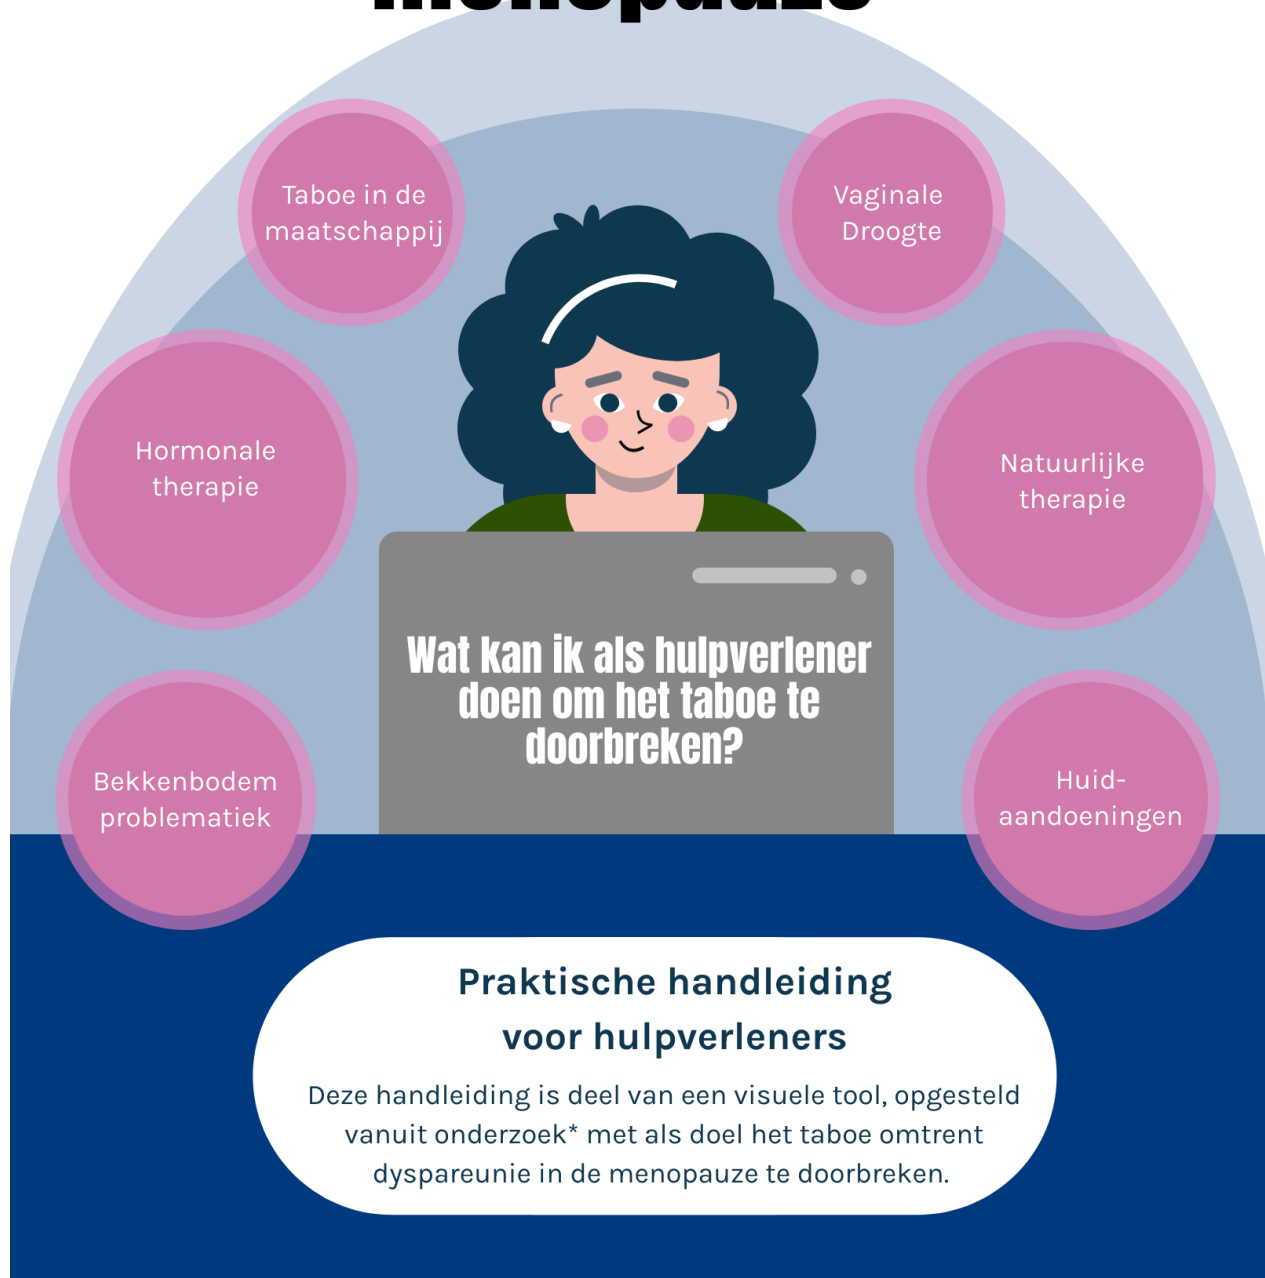 menopauze
Taboe in de
maatschappij
Vaginale
Droogte
Hormonale
therapie
Natuurlijke
therapie
Wat kan ik als hulpverlener
doen om het taboe te
doorbreken?
Bekkenbodem
problematiek
Huid-
aandoeningen
Praktische handleiding
voor hulpverleners
Deze handleiding is deel van een visuele tool, opgesteld
vanuit onderzoek* met als doel het taboe omtrent
dyspareunie in de menopauze te doorbreken.